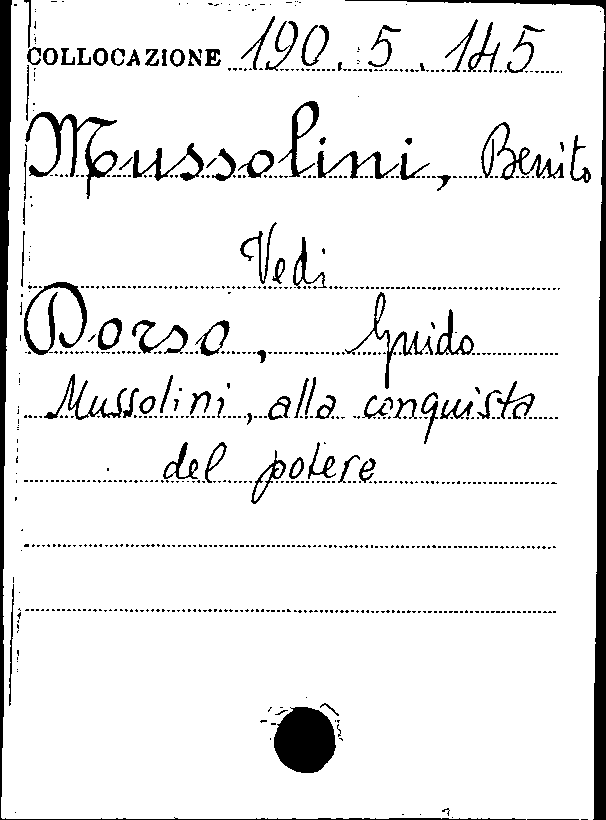 COLLOCAZIONE 190.5.145
Mussolini, Benito
Vedi
Dorso, Guido
Mussolini, alla conquista
del potere